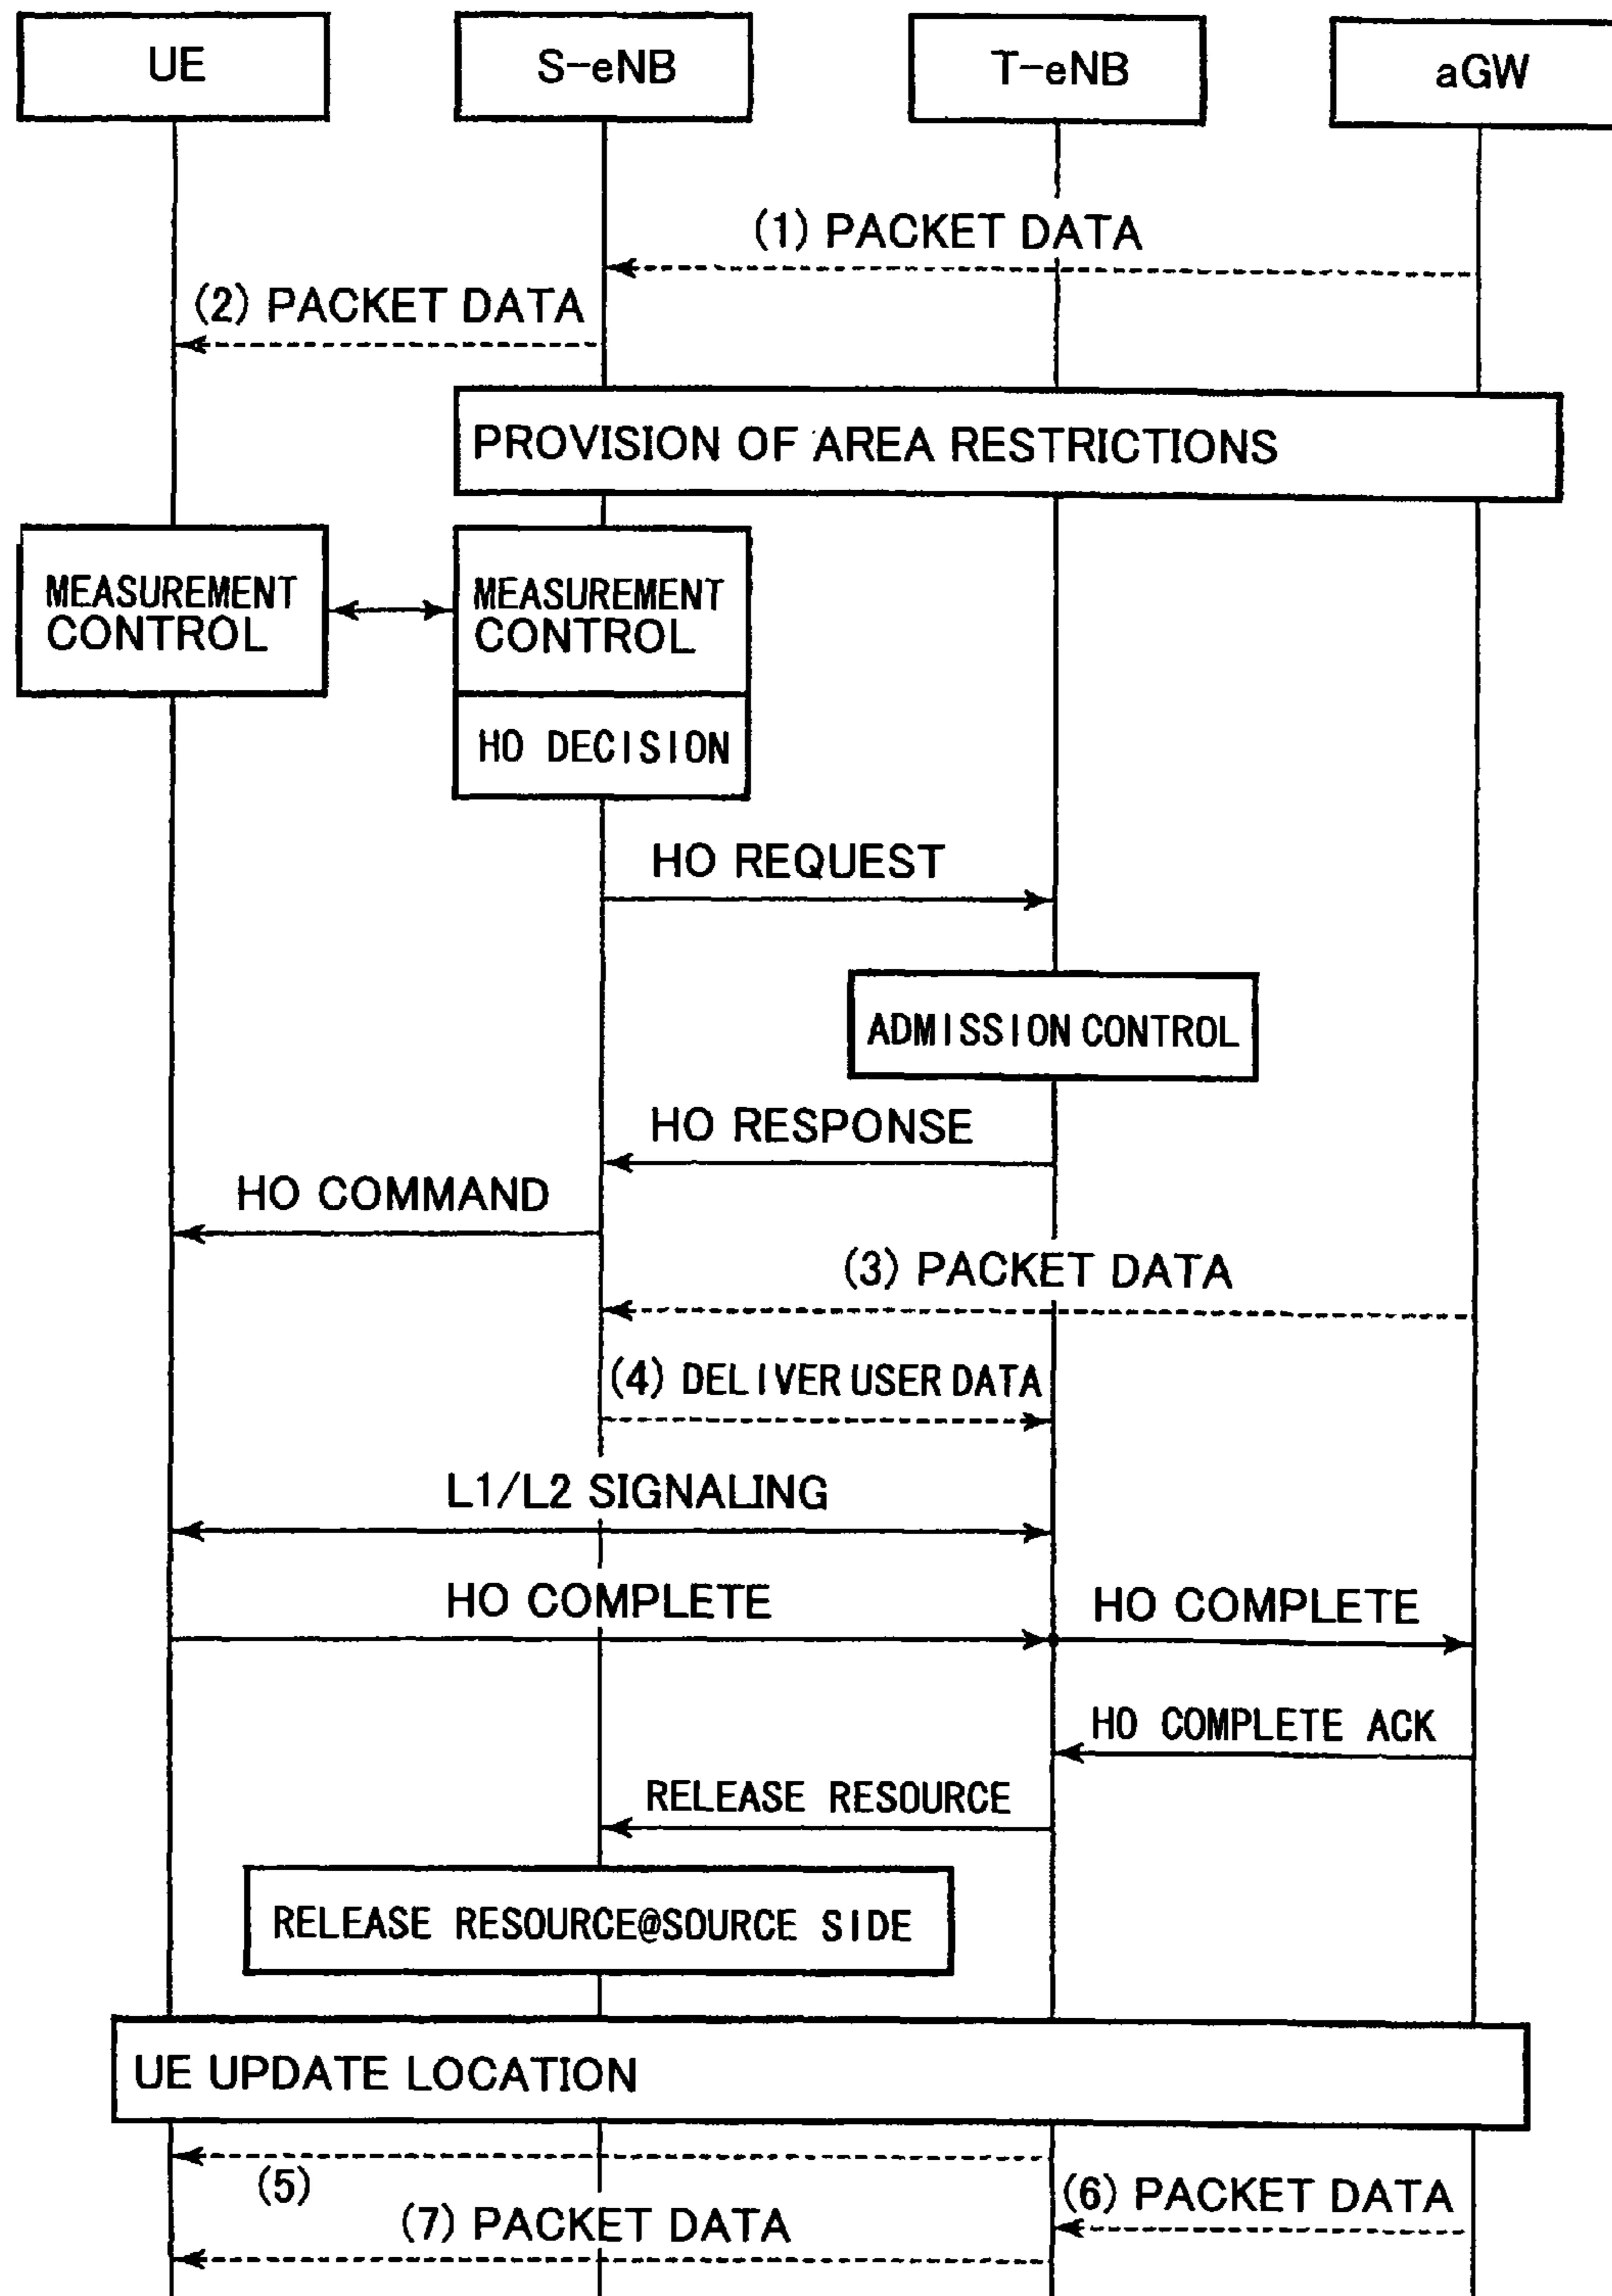 UE
S-eNB
T-eNB
aGW
(1) PACKET DATA
(2) PACKET DATA
PROVISION OF AREA RESTRICTIONS
MEASUREMENT
CONTROL
MEASUREMENT
CONTROL
HO DECISION
HO REQUEST
ADMISSION CONTROL
HO RESPONSE
HO COMMAND
(3) PACKET DATA
(4) DELIVER USER DATA
L1/L2 SIGNALING
HO COMPLETE
HO COMPLETE
HO COMPLETE ACK
RELEASE RESOURCE
RELEASE RESOURCE@SOURCE SIDE
UE UPDATE LOCATION
(5)
(6) PACKET DATA
(7) PACKET DATA